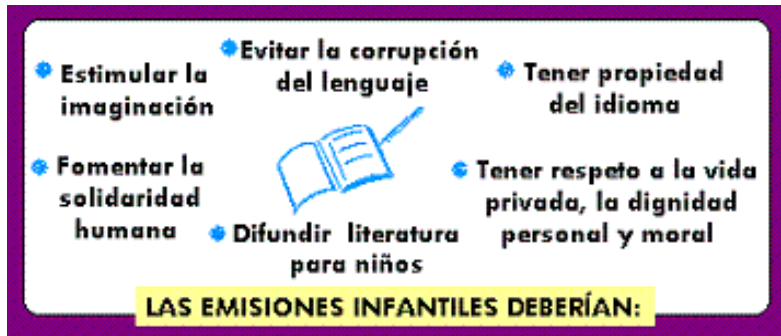 Estimular la
imaginación
Evitar la corrupción
del lenguaje
Tener propiedad
del idioma
Fomentar la
solidaridad
humana
Difundir literatura
para niños
Tener respeto a la vida
privada, la dignidad
personal y moral
LAS EMISIONES INFANTILES DEBERÍAN: